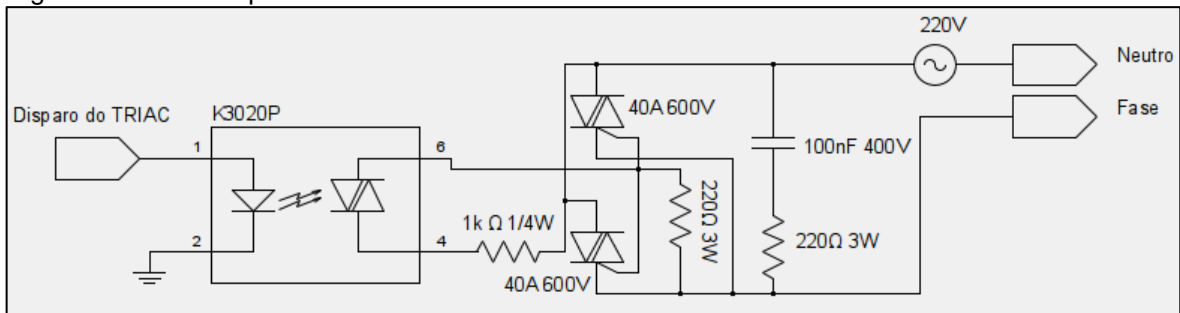 220V
Neutro
Fase
Disparo do TRIAC
K3020P
40A 600V
1
6
100nF 400V
2
4
1k Ω 1/4W
220Ω 3W
220Ω 3W
40A 600V